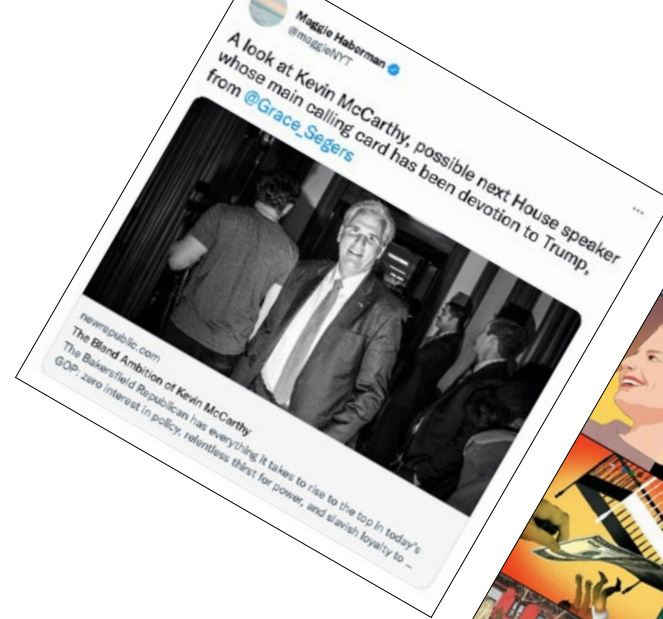 Maggie Haberman
@maggieNYT
A look at Kevin McCarthy, possible next House speaker
whose main calling card has been devotion to Trump,
from @Grace_Segers
newrepublic.com
The Bland Ambition of Kevin McCarthy
The Bakersfield Republican has everything it takes to rise to the top in today's
GOP: zero interest in policy, relentless thirst for power, and slavish loyalty to ...